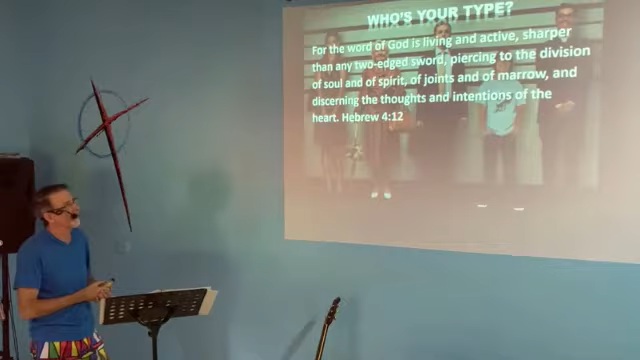 WHO'S YOUR TYPE?
For the word of God is living and active, sharper
than any two-edged sword, piercing to the division
of soul and of spirit, of joints and of marrow, and
discerning the thoughts and intentions of the
heart. Hebrew 4:12